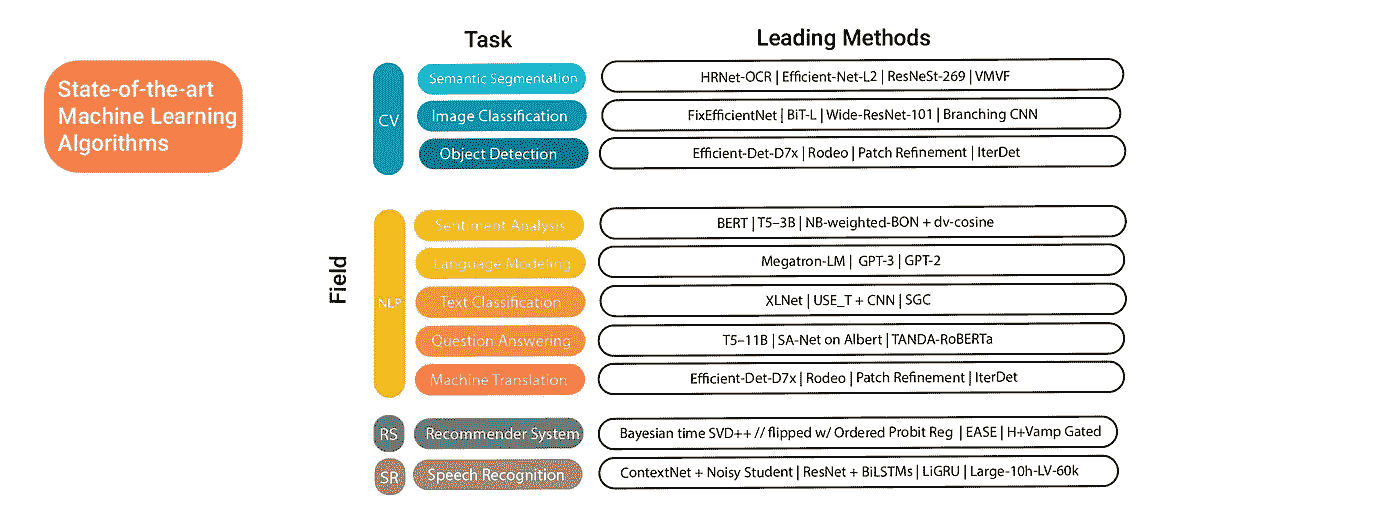 State-of-the-art
Machine Learning
Algorithms
Task
Leading Methods
Field
CV
Semantic Segmentation
HRNet-OCR | Efficient-Net-L2 | ResNeSt-269 | VMVF
Image Classification
FixEfficientNet | BiT-L | Wide-ResNet-101 | Branching CNN
Object Detection
Efficient-Det-D7x | Rodeo | Patch Refinement | IterDet
NLP
Sentiment Analysis
BERT | T5–3B | NB-weighted-BON + dv-cosine
Language Modeling
Megatron-LM | GPT-3 | GPT-2
Text Classification
XLNet | USE_T + CNN | SGC
Question Answering
T5–11B | SA-Net on Albert | TANDA-RoBERTa
Machine Translation
Efficient-Det-D7x | Rodeo | Patch Refinement | IterDet
RS
Recommender System
Bayesian time SVD++ // flipped w/ Ordered Probit Reg | EASE | H+Vamp Gated
SR
Speech Recognition
ContextNet + Noisy Student | ResNet + BiLSTMs | LiGRU | Large-10h-LV-60k